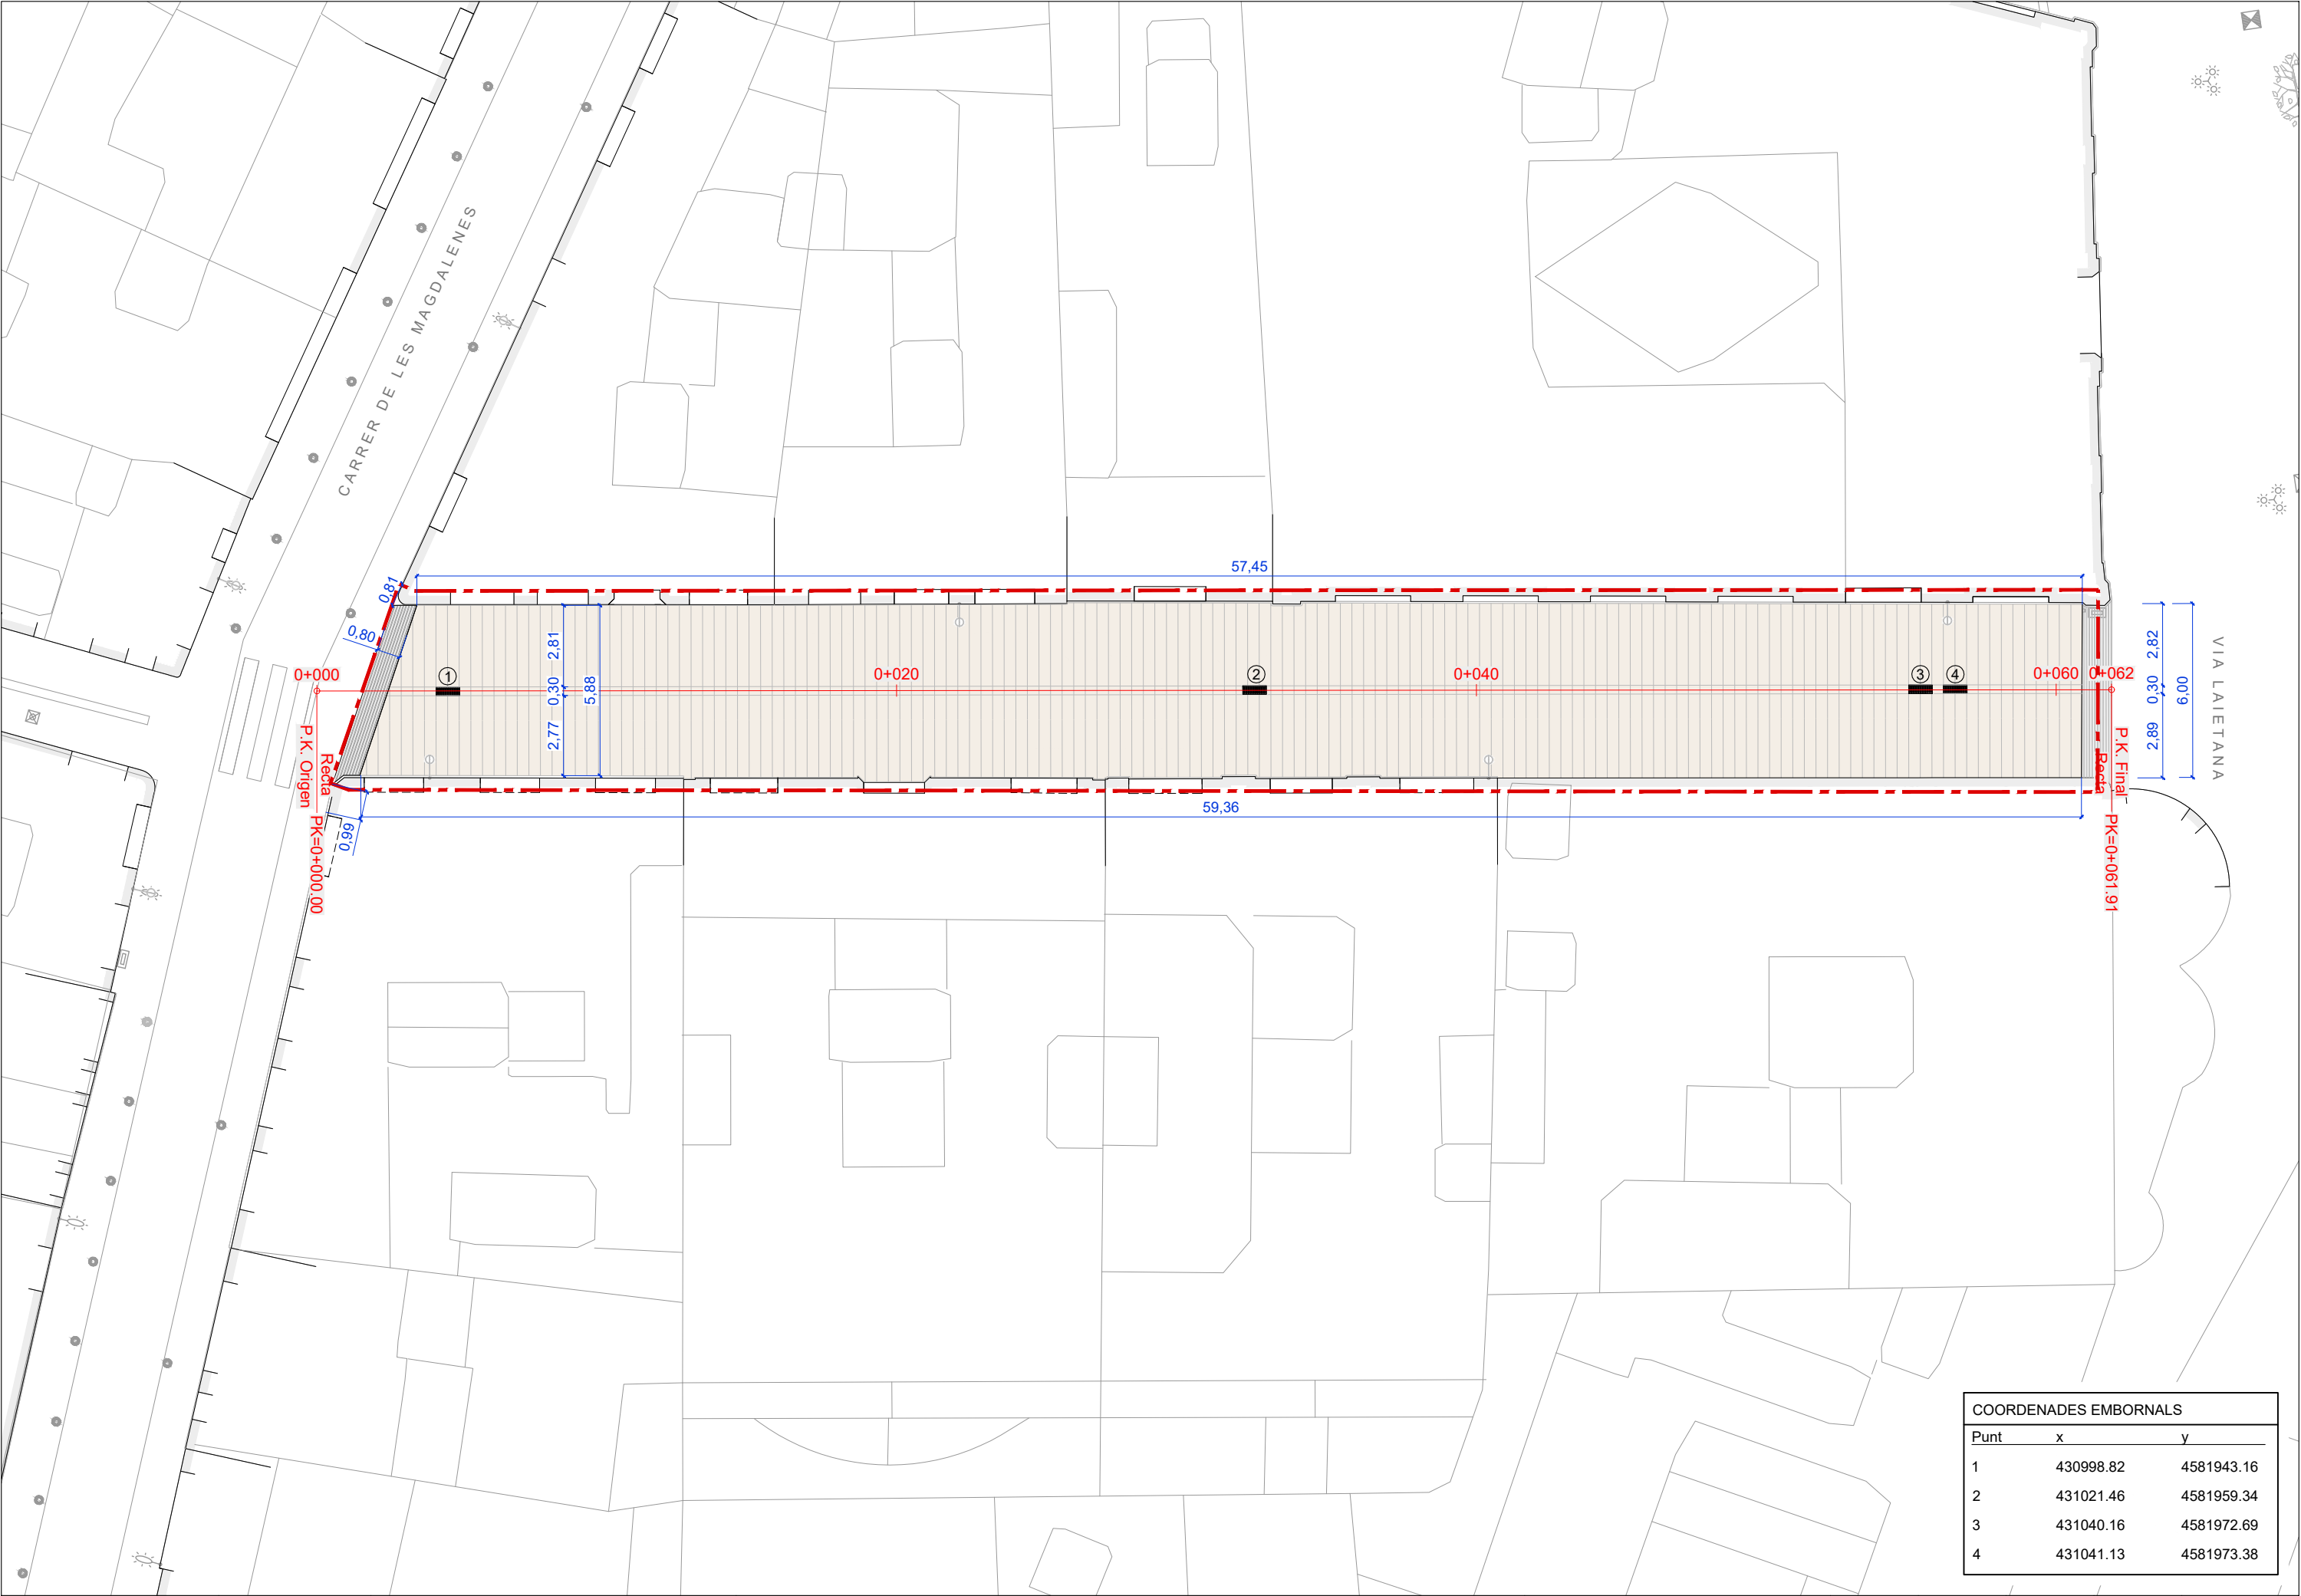 CARRER DE LES MAGDALENES
57,45
0,81
0,80
2,81
0,30
2,77
5,88
0+000
1
0+020
2
0+040
3
4
0+060
0+062
2,82
0,30
2,89
6,00
VIA LAIETANA
P.K. Origen
Recta
PK=0+000.00
P.K. Final
Recta
PK=0+061.91
0,99
59,36
COORDENADES EMBORNALS
Punt x y
1 430998.82 4581943.16
2 431021.46 4581959.34
3 431040.16 4581972.69
4 431041.13 4581973.38